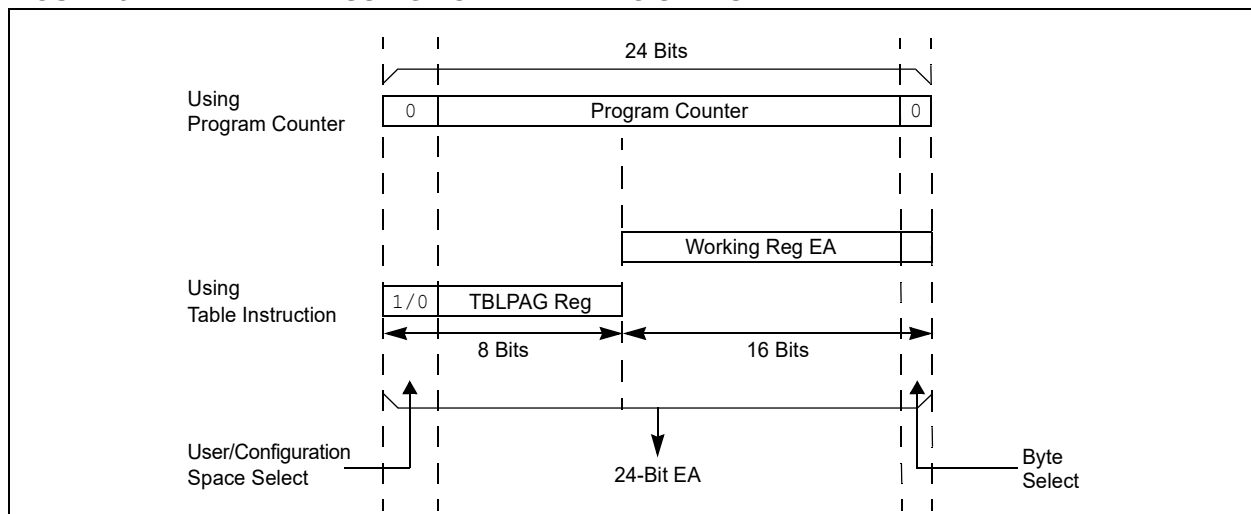 24 Bits
Using
Program Counter
0
Program Counter
0
Working Reg EA
Using
Table Instruction
1/0
TBLPAG Reg
8 Bits
16 Bits
User/Configuration
Space Select
24-Bit EA
Byte
Select